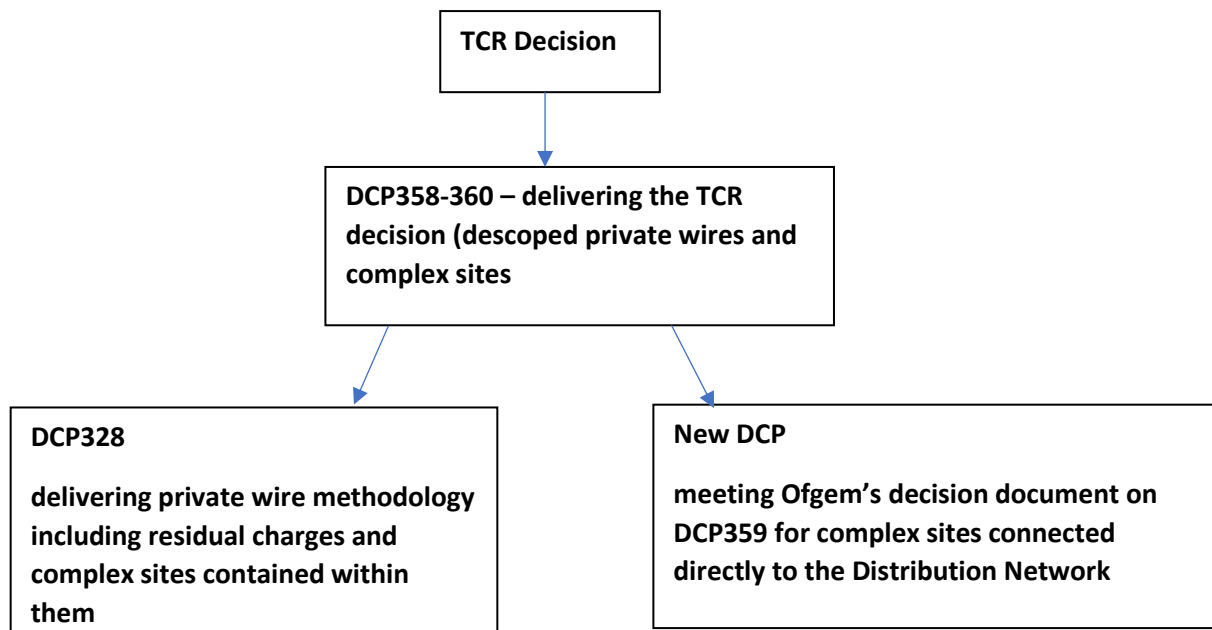 TCR Decision
DCP358-360 – delivering the TCR
decision (descoped private wires and
complex sites
DCP328
delivering private wire methodology
including residual charges and
complex sites contained within
them
New DCP
meeting Ofgem’s decision document on
DCP359 for complex sites connected
directly to the Distribution Network